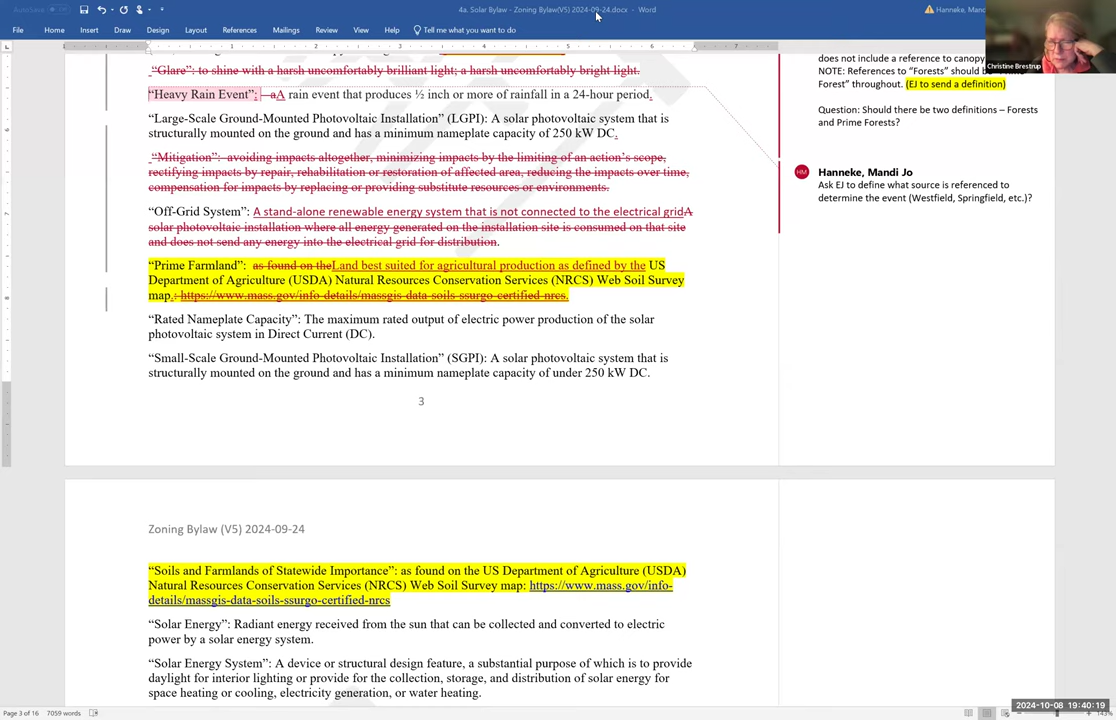 AutoSave
4a. Solar Bylaw - Zoning Bylaw(V5) 2024-09-24.docx - Word
Hanneke, Mand
File Home Insert Draw Design Layout References Mailings Review View Help Tell me what you want to do
1 2 3 4 5 6 7
“Glare”: to shine with a harsh uncomfortably brilliant light; a harsh uncomfortably bright light.
“Heavy Rain Event”: aA rain event that produces ½ inch or more of rainfall in a 24-hour period.
“Large-Scale Ground-Mounted Photovoltaic Installation” (LGPI): A solar photovoltaic system that is
structurally mounted on the ground and has a minimum nameplate capacity of 250 kW DC.
“Mitigation”: avoiding impacts altogether, minimizing impacts by the limiting of an action’s scope,
rectifying impacts by repair, rehabilitation or restoration of affected area, reducing the impacts over time,
compensation for impacts by replacing or providing substitute resources or environments.
“Off-Grid System”: A stand-alone renewable energy system that is not connected to the electrical gridA
solar photovoltaic installation where all energy generated on the installation site is consumed on that site
and does not send any energy into the electrical grid for distribution.
“Prime Farmland”: as found on theLand best suited for agricultural production as defined by the US
Department of Agriculture (USDA) Natural Resources Conservation Services (NRCS) Web Soil Survey
map.: https://www.mass.gov/info-details/massgis-data-soils-ssurgo-certified-nrcs.
“Rated Nameplate Capacity”: The maximum rated output of electric power production of the solar
photovoltaic system in Direct Current (DC).
“Small-Scale Ground-Mounted Photovoltaic Installation” (SGPI): A solar photovoltaic system that is
structurally mounted on the ground and has a minimum nameplate capacity of under 250 kW DC.
3
does not include a reference to canopy
NOTE: References to “Forests” should be
Forest” throughout. (EJ to send a definition)
Question: Should there be two definitions – Forests
and Prime Forests?
Christine Brestrup
HM Hanneke, Mandi Jo
Ask EJ to define what source is referenced to
determine the event (Westfield, Springfield, etc.)?
Zoning Bylaw (V5) 2024-09-24
“Soils and Farmlands of Statewide Importance”: as found on the US Department of Agriculture (USDA)
Natural Resources Conservation Services (NRCS) Web Soil Survey map: https://www.mass.gov/info-
details/massgis-data-soils-ssurgo-certified-nrcs
“Solar Energy”: Radiant energy received from the sun that can be collected and converted to electric
power by a solar energy system.
“Solar Energy System”: A device or structural design feature, a substantial purpose of which is to provide
daylight for interior lighting or provide for the collection, storage, and distribution of solar energy for
space heating or cooling, electricity generation, or water heating.
Page 3 of 16 7059 words
2024-10-08 19:40:19
143%